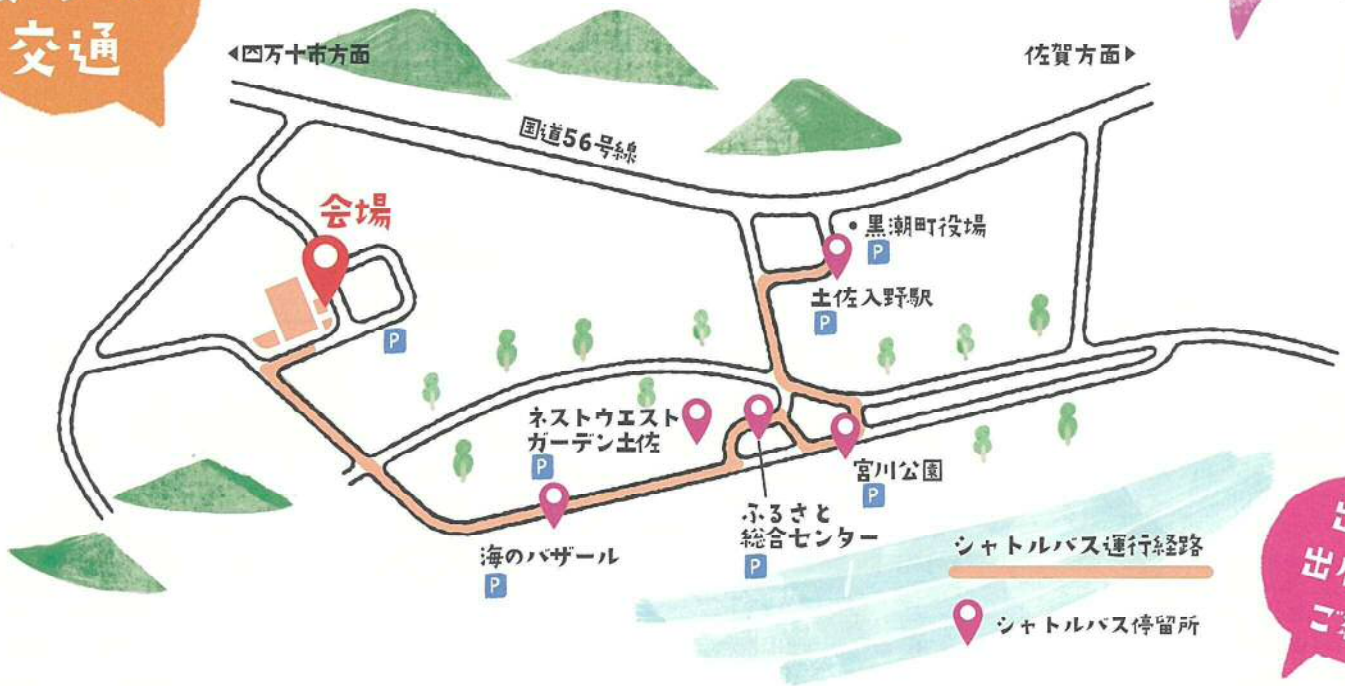 交通
◀四万十市方面
佐賀方面▶
国道56号線
会場
P
・黒潮町役場
P
土佐入野駅
P
ネストウエスト
ガーデン土佐
P
宮川公園
P
ふるさと
総合センター
P
海のバザール
P
シャトルバス運行経路
シャトルバス停留所